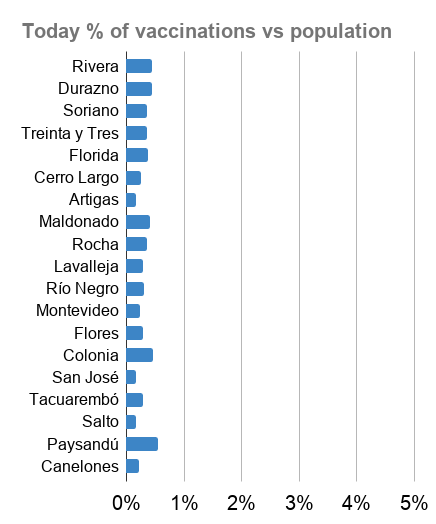 Today % of vaccinations vs population
Rivera
Durazno
Soriano
Treinta y Tres
Florida
Cerro Largo
Artigas
Maldonado
Rocha
Lavalleja
Río Negro
Montevideo
Flores
Colonia
San José
Tacuarembó
Salto
Paysandú
Canelones
0% 1% 2% 3% 4% 5%